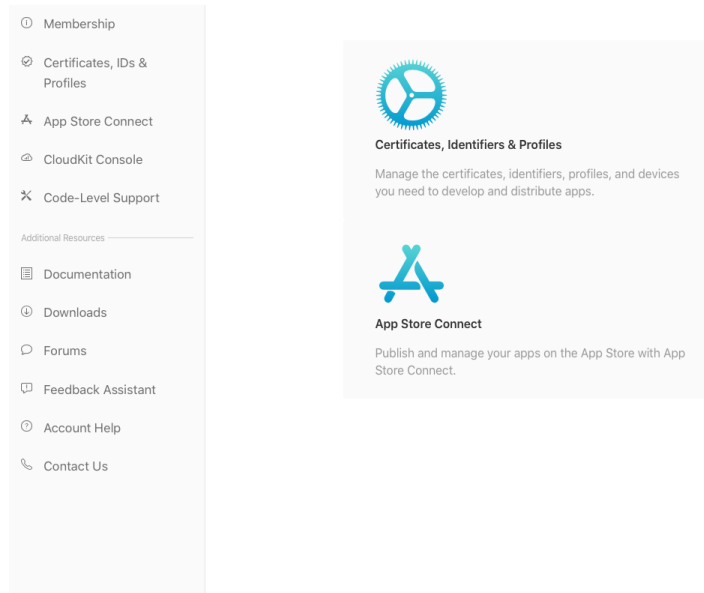 Membership
Certificates, IDs &
Profiles
App Store Connect
CloudKit Console
Code-Level Support
Additional Resources
Documentation
Downloads
Forums
Feedback Assistant
Account Help
Contact Us
Certificates, Identifiers & Profiles
Manage the certificates, identifiers, profiles, and devices
you need to develop and distribute apps.
App Store Connect
Publish and manage your apps on the App Store with App
Store Connect.